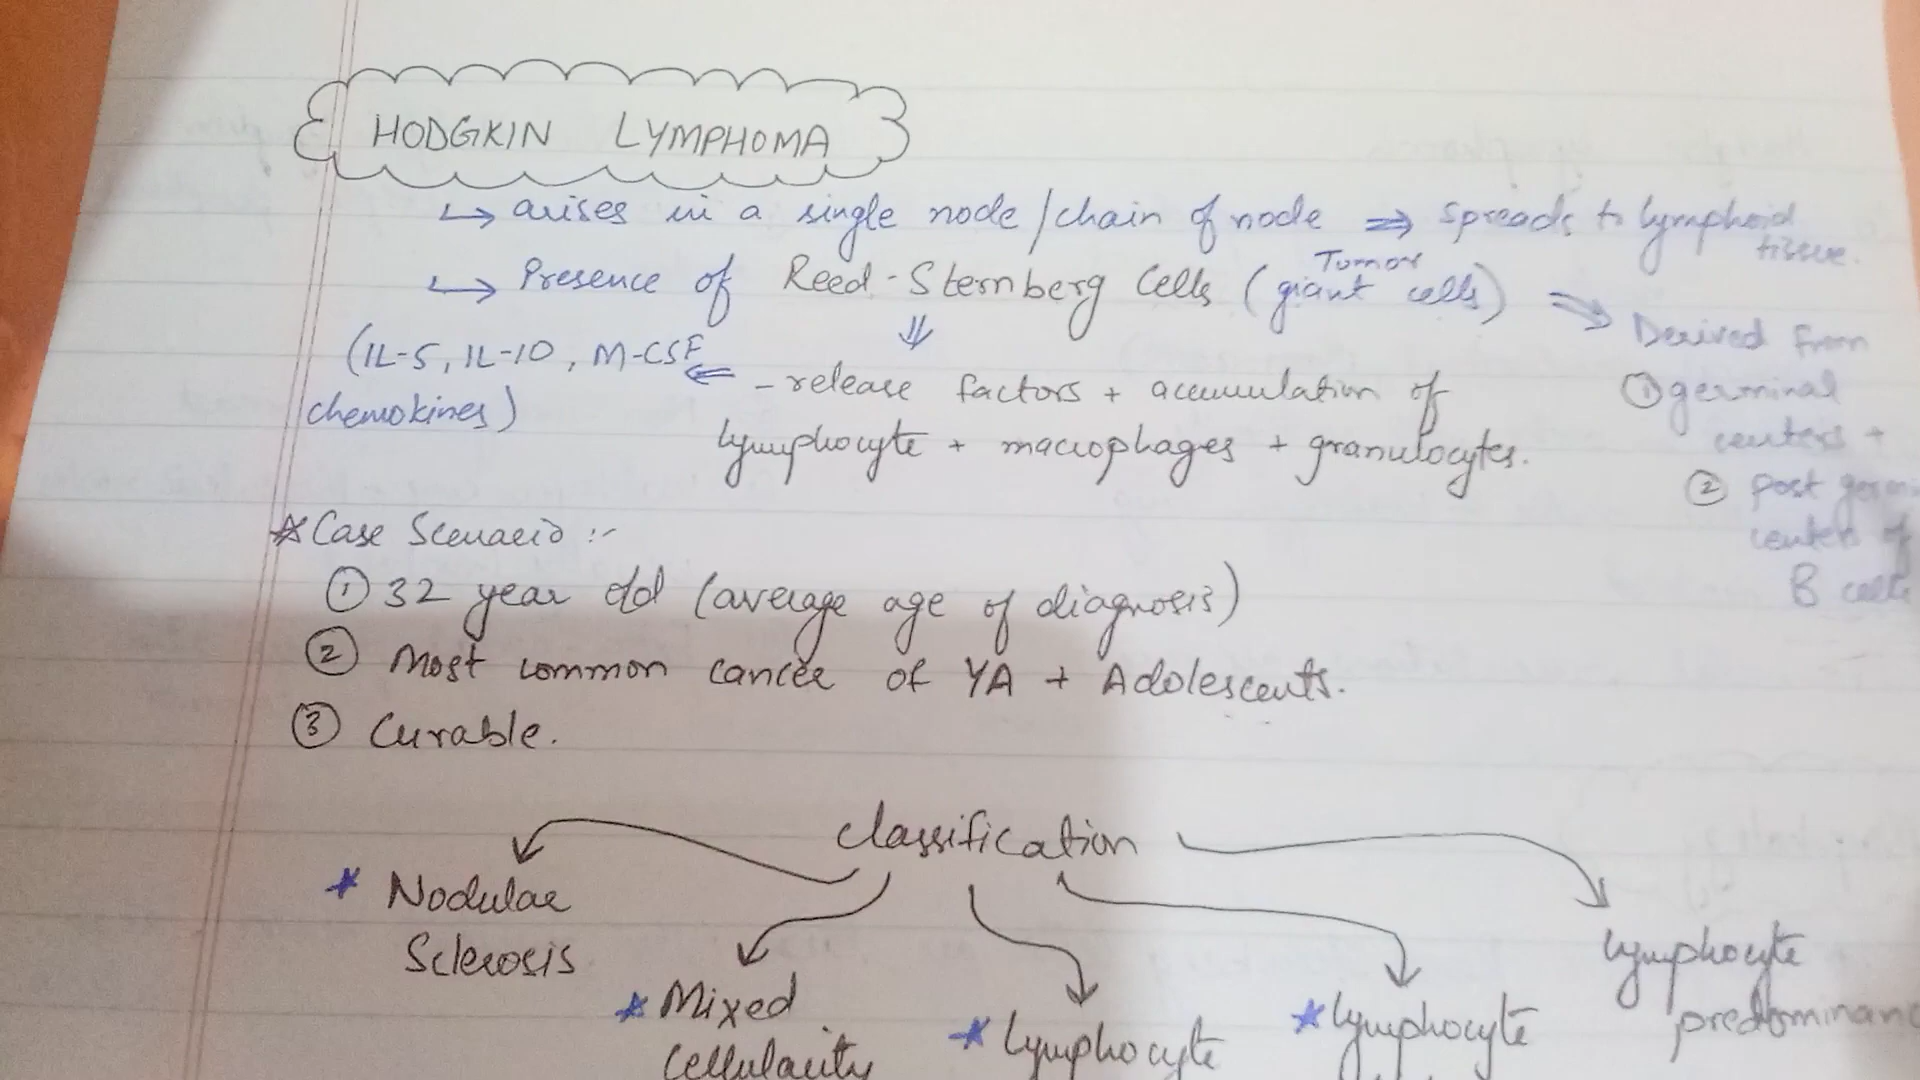 HODGKIN LYMPHOMA
↳ arises in a single node / chain of node ⇒ spreads to lymphoid
tissue.
↳ Presence of Reed-Sternberg Cells (Tumor giant cells) ⇒ Derived from
① germinal
centers +
② post
centers of
B cells
⇓
(IL-5, IL-10, M-CSF ⇐ - release factors + accumulation of
chemokines)
lymphocyte + macrophages + granulocytes.
☆ Case Scenario :-
① 32 year old (average age of diagnosis)
② Most common cancer of YA + Adolescents.
③ Curable.
Classification
* Nodular
Sclerosis
* Mixed
Cellularity
* Lymphocyte
* Lymphocyte
Lymphocyte